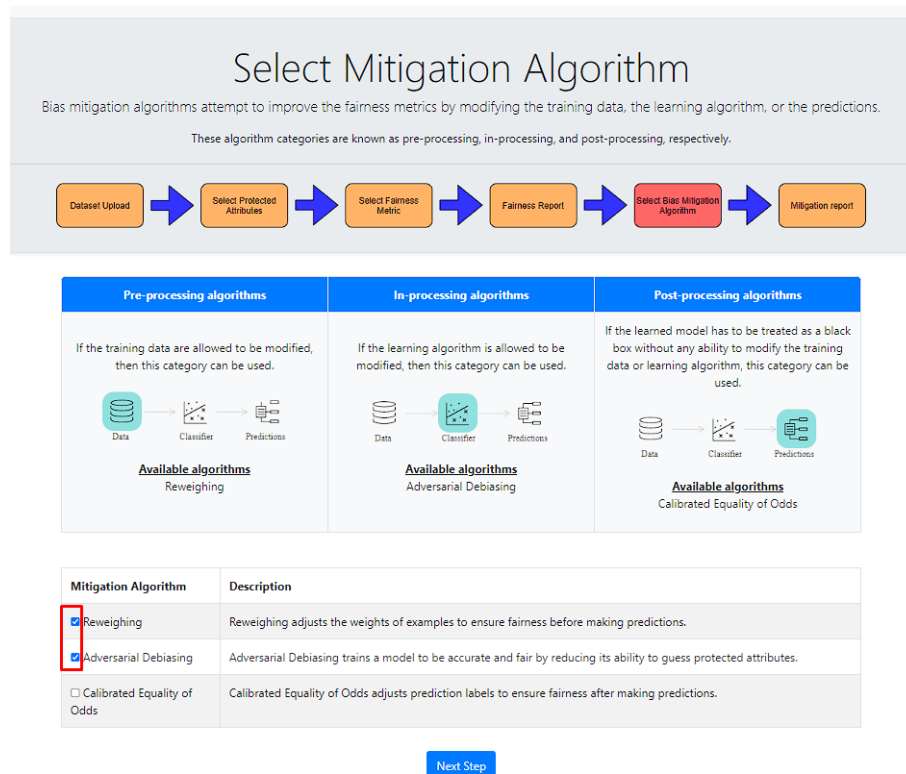 Select Mitigation Algorithm
Bias mitigation algorithms attempt to improve the fairness metrics by modifying the training data, the learning algorithm, or the predictions.
These algorithm categories are known as pre-processing, in-processing, and post-processing, respectively.
Dataset Upload
Select Protected
Attributes
Select Fairness
Metric
Fairness Report
Select Bias Mitigation
Algorithm
Mitigation report
Pre-processing algorithms
If the training data are allowed to be modified,
then this category can be used.
Data Classifier Predictions
Available algorithms
Reweighing
In-processing algorithms
If the learning algorithm is allowed to be
modified, then this category can be used.
Data Classifier Predictions
Available algorithms
Adversarial Debiasing
Post-processing algorithms
If the learned model has to be treated as a black
box without any ability to modify the training
data or learning algorithm, this category can be
used.
Data Classifier Predictions
Available algorithms
Calibrated Equality of Odds
Mitigation Algorithm Description
Reweighing Reweighing adjusts the weights of examples to ensure fairness before making predictions.
Adversarial Debiasing Adversarial Debiasing trains a model to be accurate and fair by reducing its ability to guess protected attributes.
Calibrated Equality of Calibrated Equality of Odds adjusts prediction labels to ensure fairness after making predictions.
Odds
Next Step